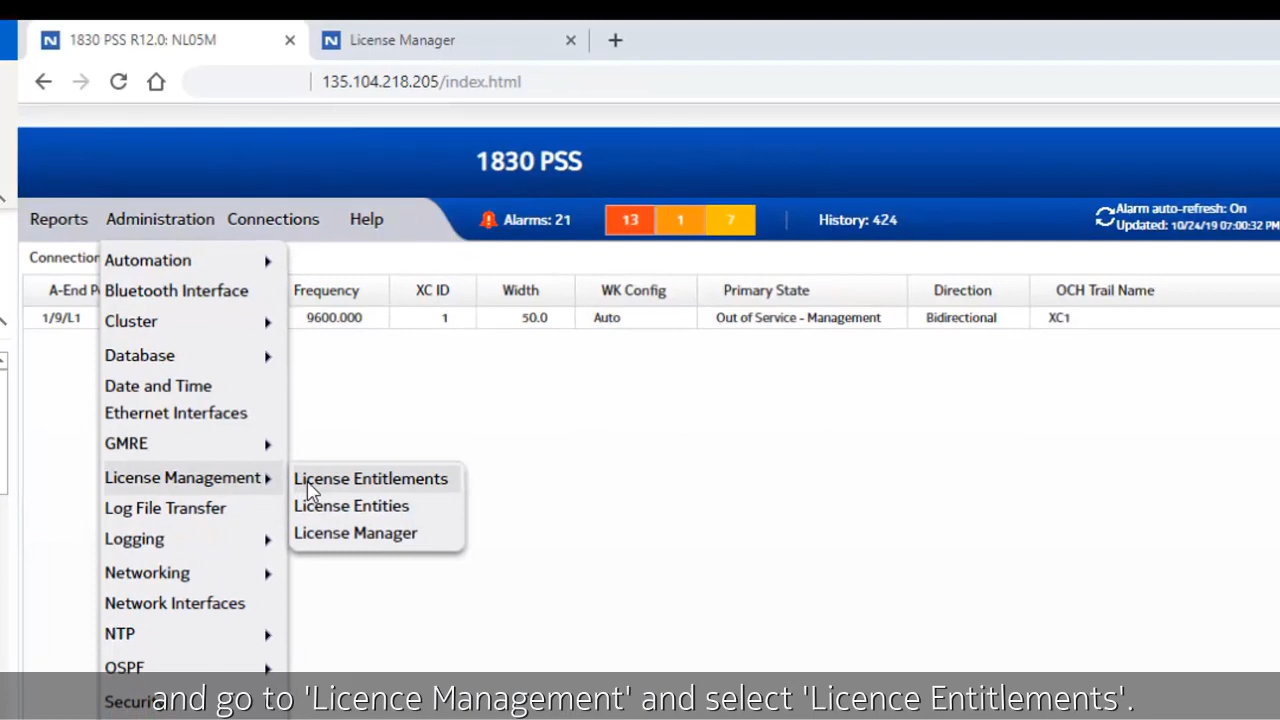 1830 PSS R12.0: NL05M
License Manager
135.104.218.205/index.html
1830 PSS
Reports Administration Connections Help
Alarms: 21 13 1 7 History: 424
Alarm auto-refresh: On
Updated: 10/24/19 07:00:32 PM
Connection
A-End P Frequency XC ID Width WK Config Primary State Direction OCH Trail Name
1/9/L1 9600.000 1 50.0 Auto Out of Service - Management Bidirectional XC1
Automation
Bluetooth Interface
Cluster
Database
Date and Time
Ethernet Interfaces
GMRE
License Management
License Entitlements
License Entities
License Manager
Log File Transfer
Logging
Networking
Network Interfaces
NTP
OSPF
Securit
and go to 'Licence Management' and select 'Licence Entitlements'.